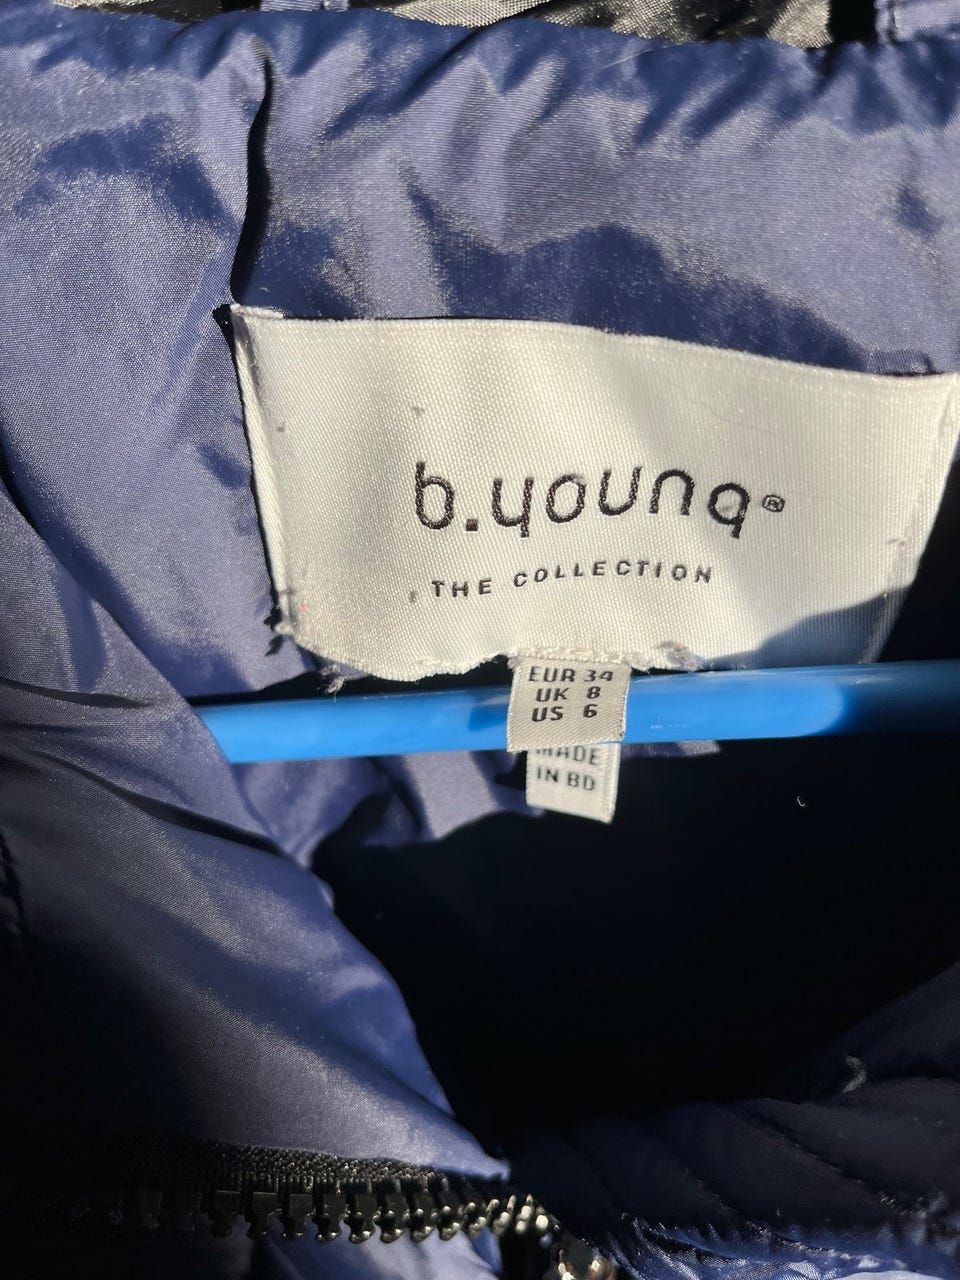 b.young®
THE COLLECTION
EUR 34
UK 8
US 6
MADE
IN BD